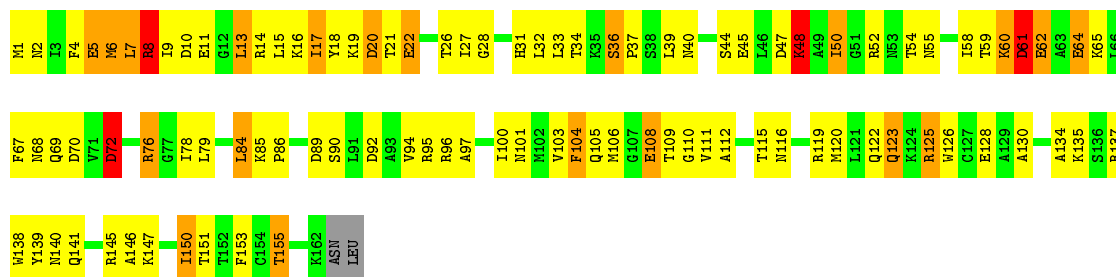 M1 N2 I3 F4 E5 M6 L7 R8 I9 D10 E11 G12 L13 R14 L15 K16 I17 Y18 K19 D20 T21 E22 T26 I27 G28 H31 L32 L33 T34 K35 S36 P37 S38 L39 N40 S44 E45 L46 D47 K48 A49 I50 G51 R52 N53 T54 N55 I58 T59 K60 D61 E62 A63 E64 K65 L66
F67 N68 Q69 D70 V71 D72 R76 G77 I78 L79 L84 K85 P86 D89 S90 L91 D92 A93 V94 R95 R96 A97 I100 N101 M102 V103 F104 Q105 M106 G107 E108 T109 G110 V111 A112 T115 N116 R119 M120 L121 Q122 Q123 K124 R125 W126 C127 E128 A129 A130 A134 K135 S136 R137
W138 Y139 N140 Q141 R145 A146 K147 I150 T151 T152 F153 C154 T155 K162 ASN LEU